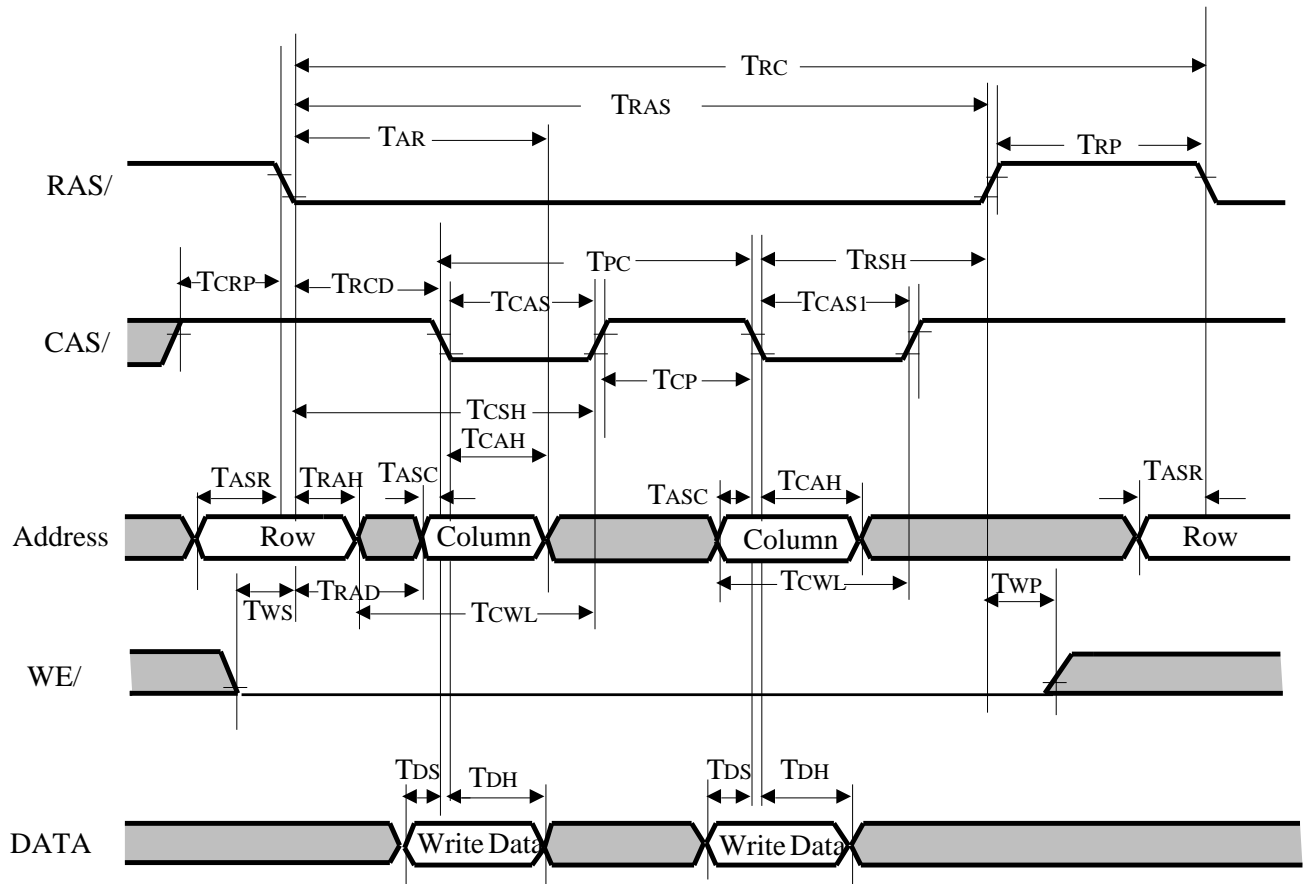 TRC
TRAS
TAR
TRP
RAS/
TPC
TRSH
TCRP
TRCD
TCAS
TCAS1
CAS/
TCP
TCSH
TCAH
TASR
TRAH
TASC
TASC
TCAH
TASR
Address
Row
Column
Column
Row
TWS
TRAD
TCWL
TCWL
TWP
WE/
TDS
TDH
TDS
TDH
DATA
Write Data
Write Data